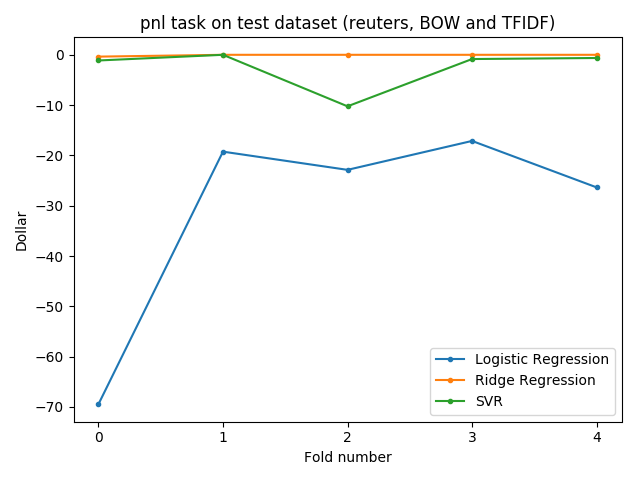 pnl task on test dataset (reuters, BOW and TFIDF)
0
−10
−20
−30
−40
−50
−60
−70
Dollar
Logistic Regression
Ridge Regression
SVR
0 1 2 3 4
Fold number